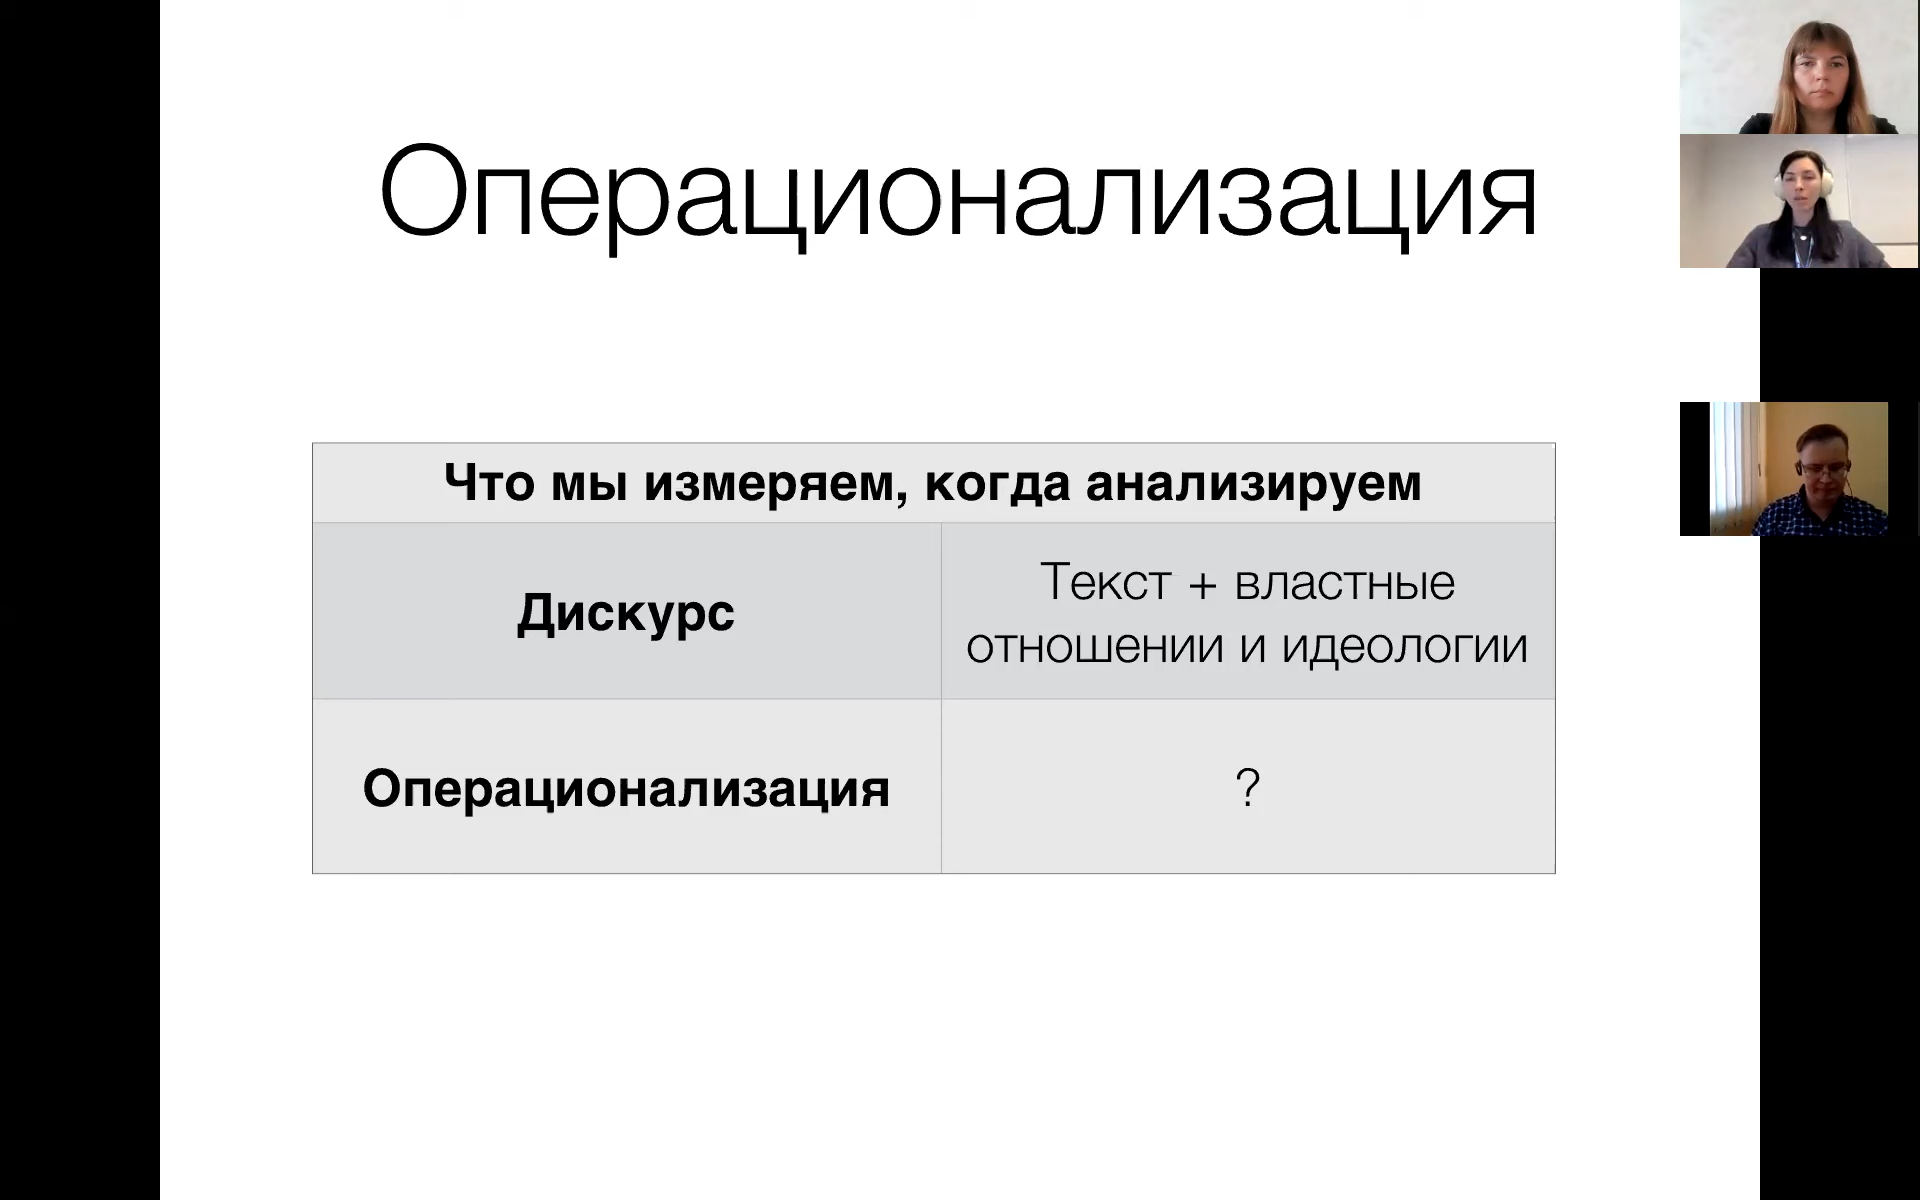 Операционализация
Что мы измеряем, когда анализируем
Дискурс
Текст + властные
отношении и идеологии
Операционализация
?